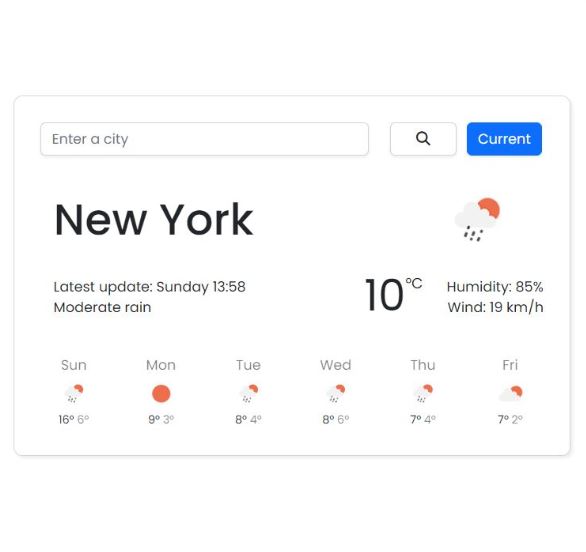 Enter a city
Current
New York
Latest update: Sunday 13:58
Moderate rain
10°C
Humidity: 85%
Wind: 19 km/h
Sun Mon Tue Wed Thu Fri
16° 6° 9° 3° 8° 4° 8° 6° 7° 4° 7° 2°